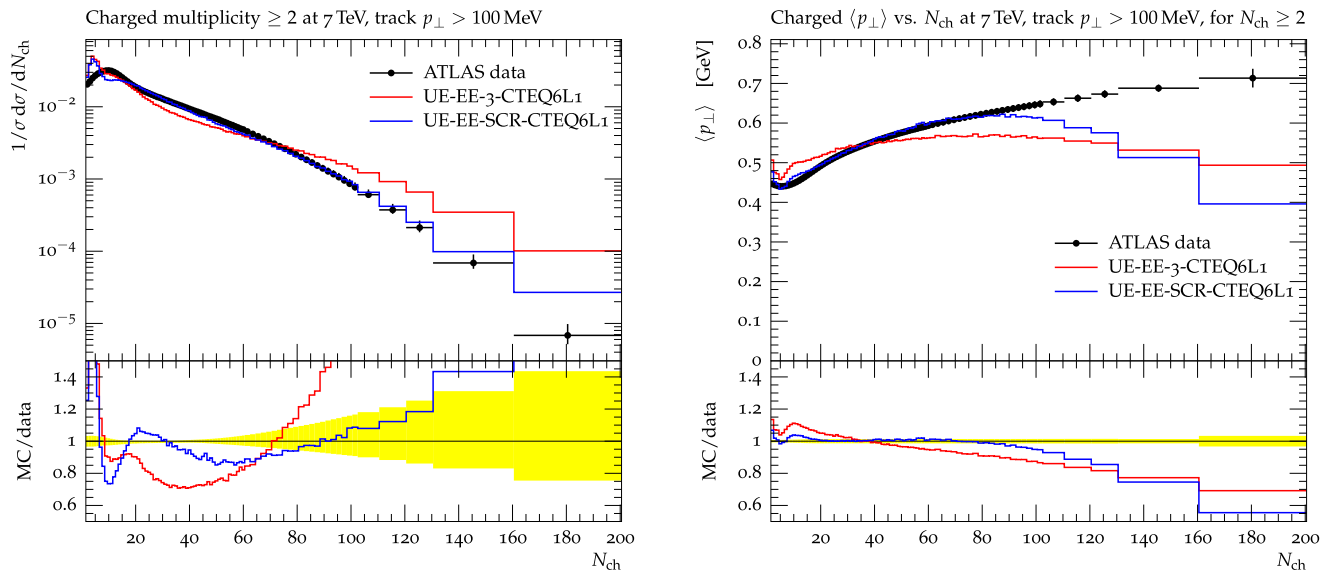 Charged multiplicity ≥ 2 at 7 TeV, track p⊥ > 100 MeV
1/σ dσ/dNch
10−2
10−3
10−4
10−5
ATLAS data
UE-EE-3-CTEQ6L1
UE-EE-SCR-CTEQ6L1
MC/data
1.4
1.2
1
0.8
0.6
20 40 60 80 100 120 140 160 180 200
Nch
Charged ⟨p⊥⟩ vs. Nch at 7 TeV, track p⊥ > 100 MeV, for Nch ≥ 2
⟨p⊥⟩ [GeV]
0.8
0.7
0.6
0.5
0.4
0.3
0.2
0.1
0
ATLAS data
UE-EE-3-CTEQ6L1
UE-EE-SCR-CTEQ6L1
MC/data
1.4
1.2
1
0.8
0.6
20 40 60 80 100 120 140 160 180 200
Nch